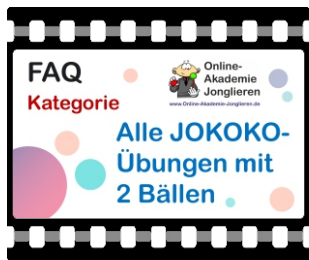 FAQ
Kategorie
Online-
Akademie
Jonglieren
www.Online-Akademie-Jonglieren.de
Alle JOKOKO-
Übungen mit
2 Bällen